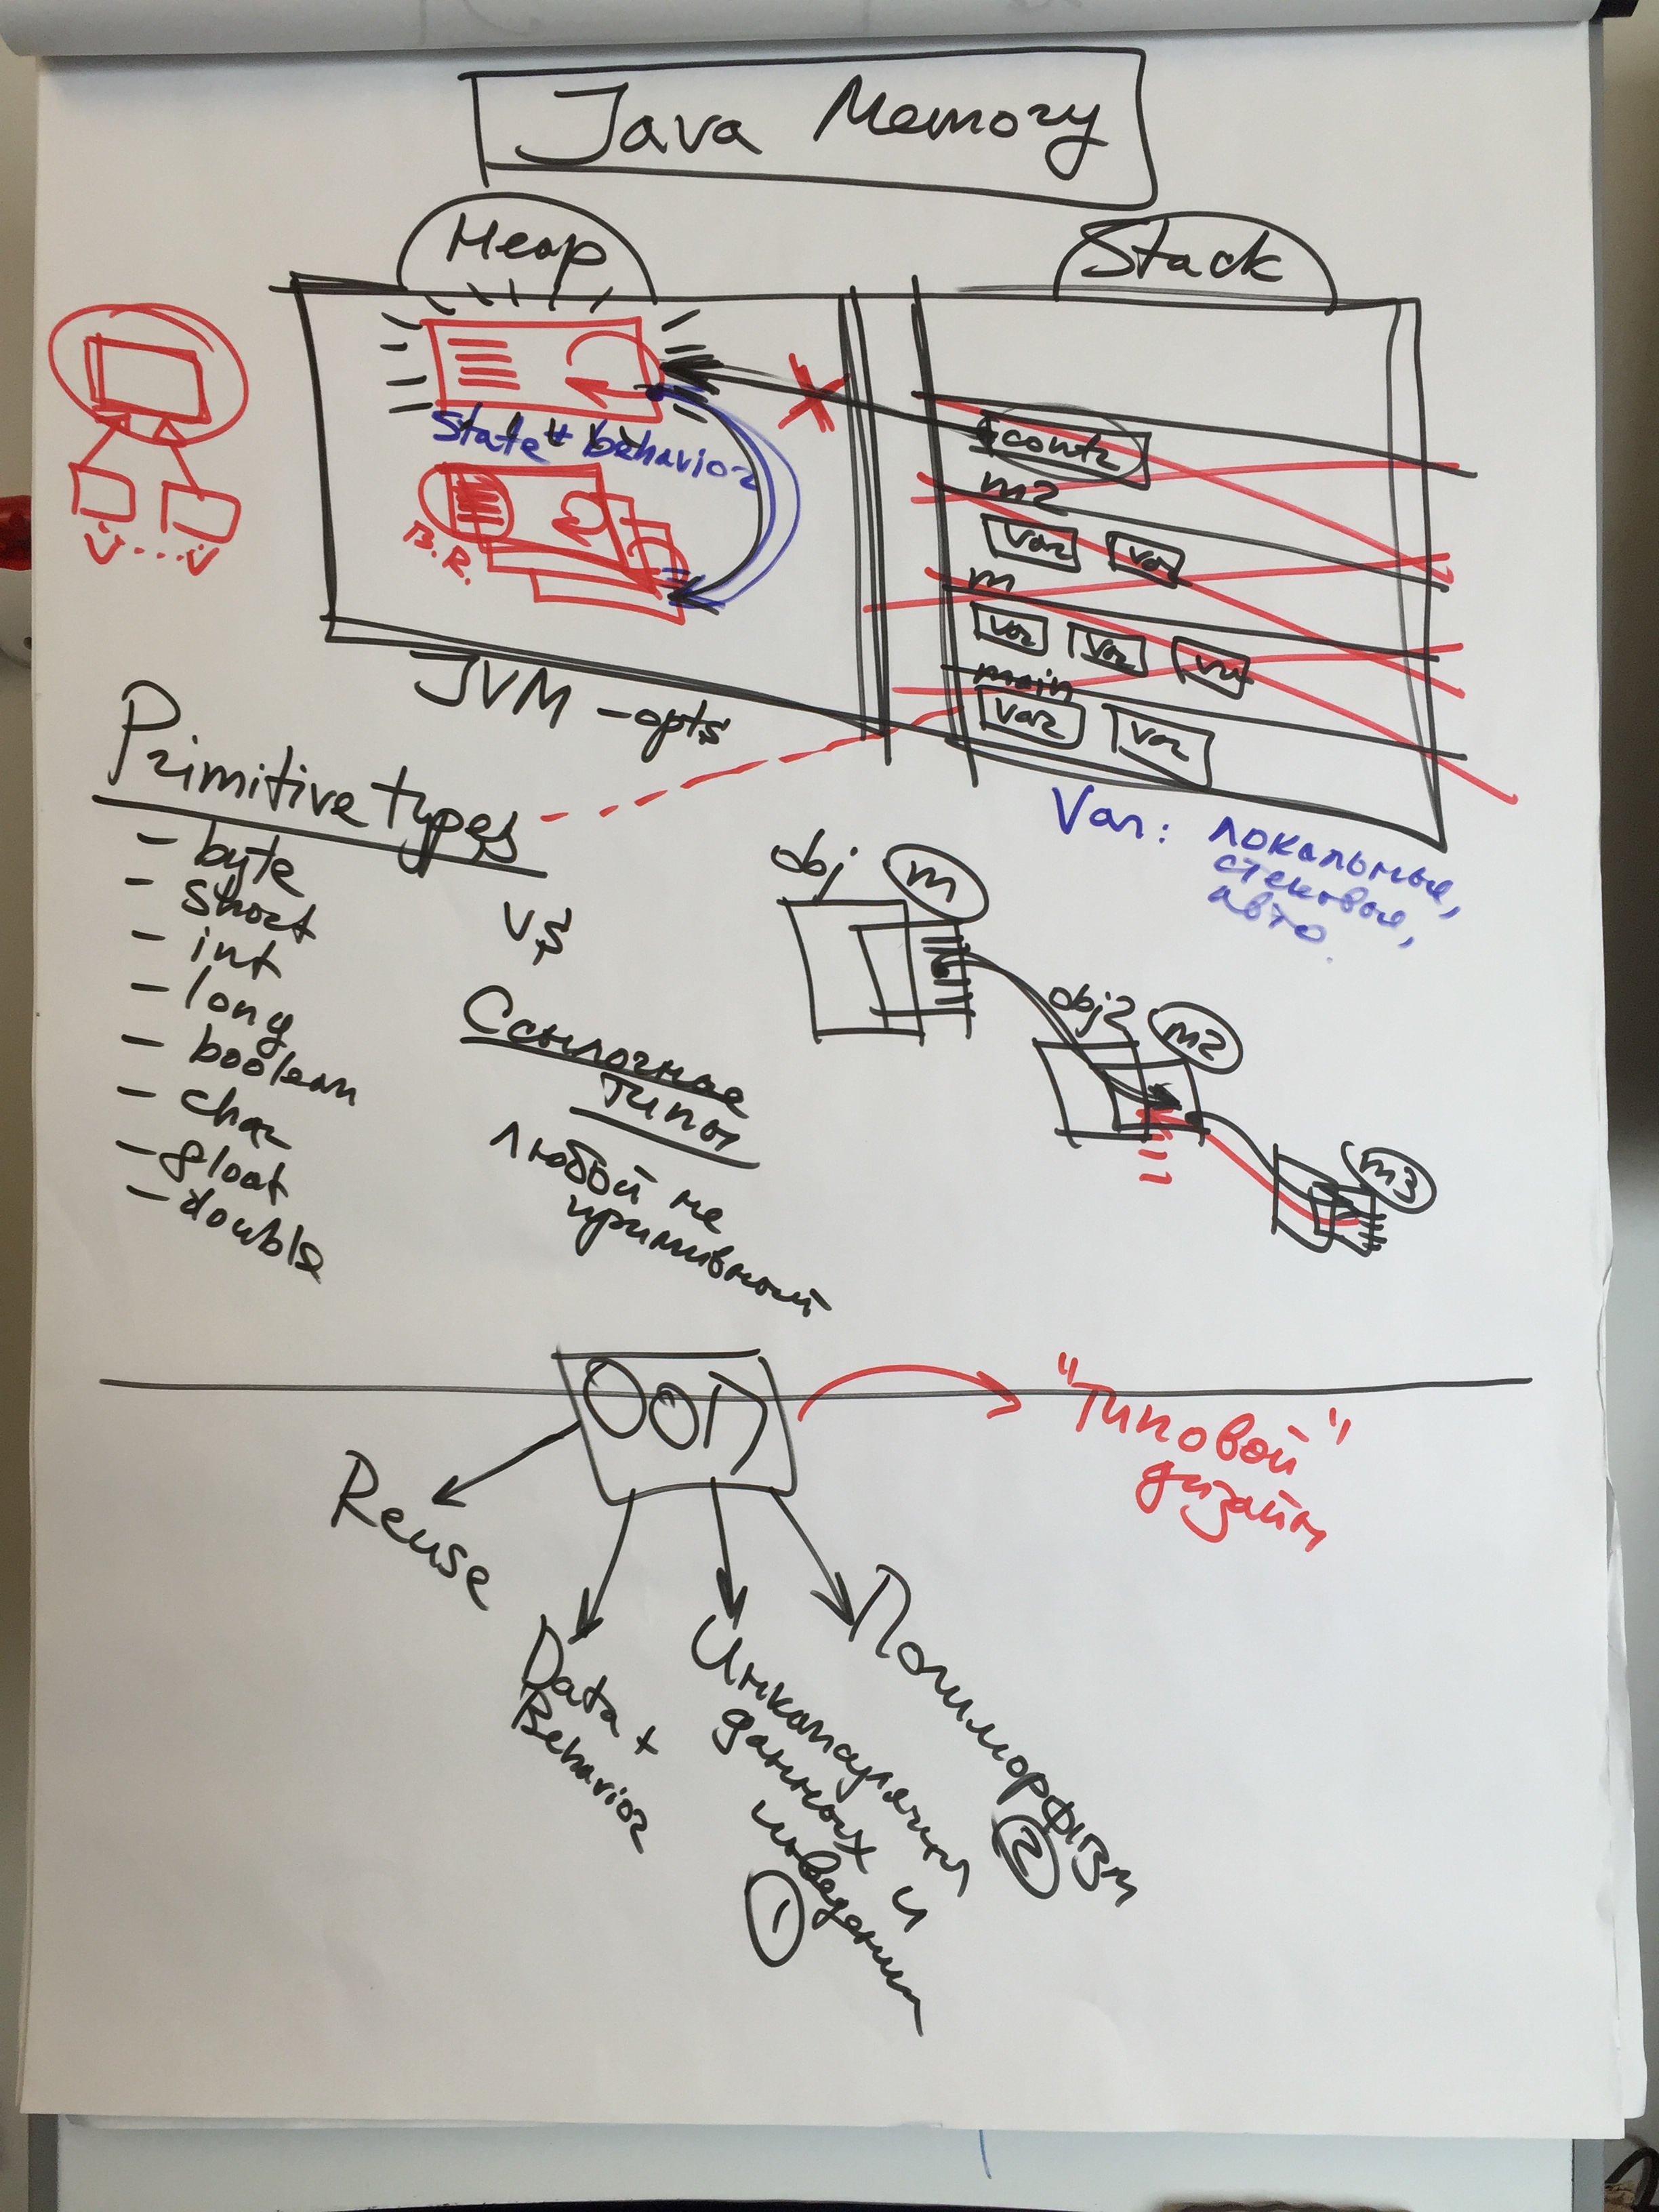 Java Memory
Heap
Stack
State + behavior
B.R.
contr
m2
var
var
m
var
var
var
main
var
var
JVM -opts
Var: локальные,
стековые,
авто.
Primitive types
- byte
- short
- int
- long
- boolean
- char
- float
- double
vs
Ссылочные
типы
любой не
obj
m
obj2
m2
m3
ООП
"Типовой"
дизайн
Reuse
Data +
Behavior
Инкапсуляция
данных и
поведения
1
Полиморфизм
2